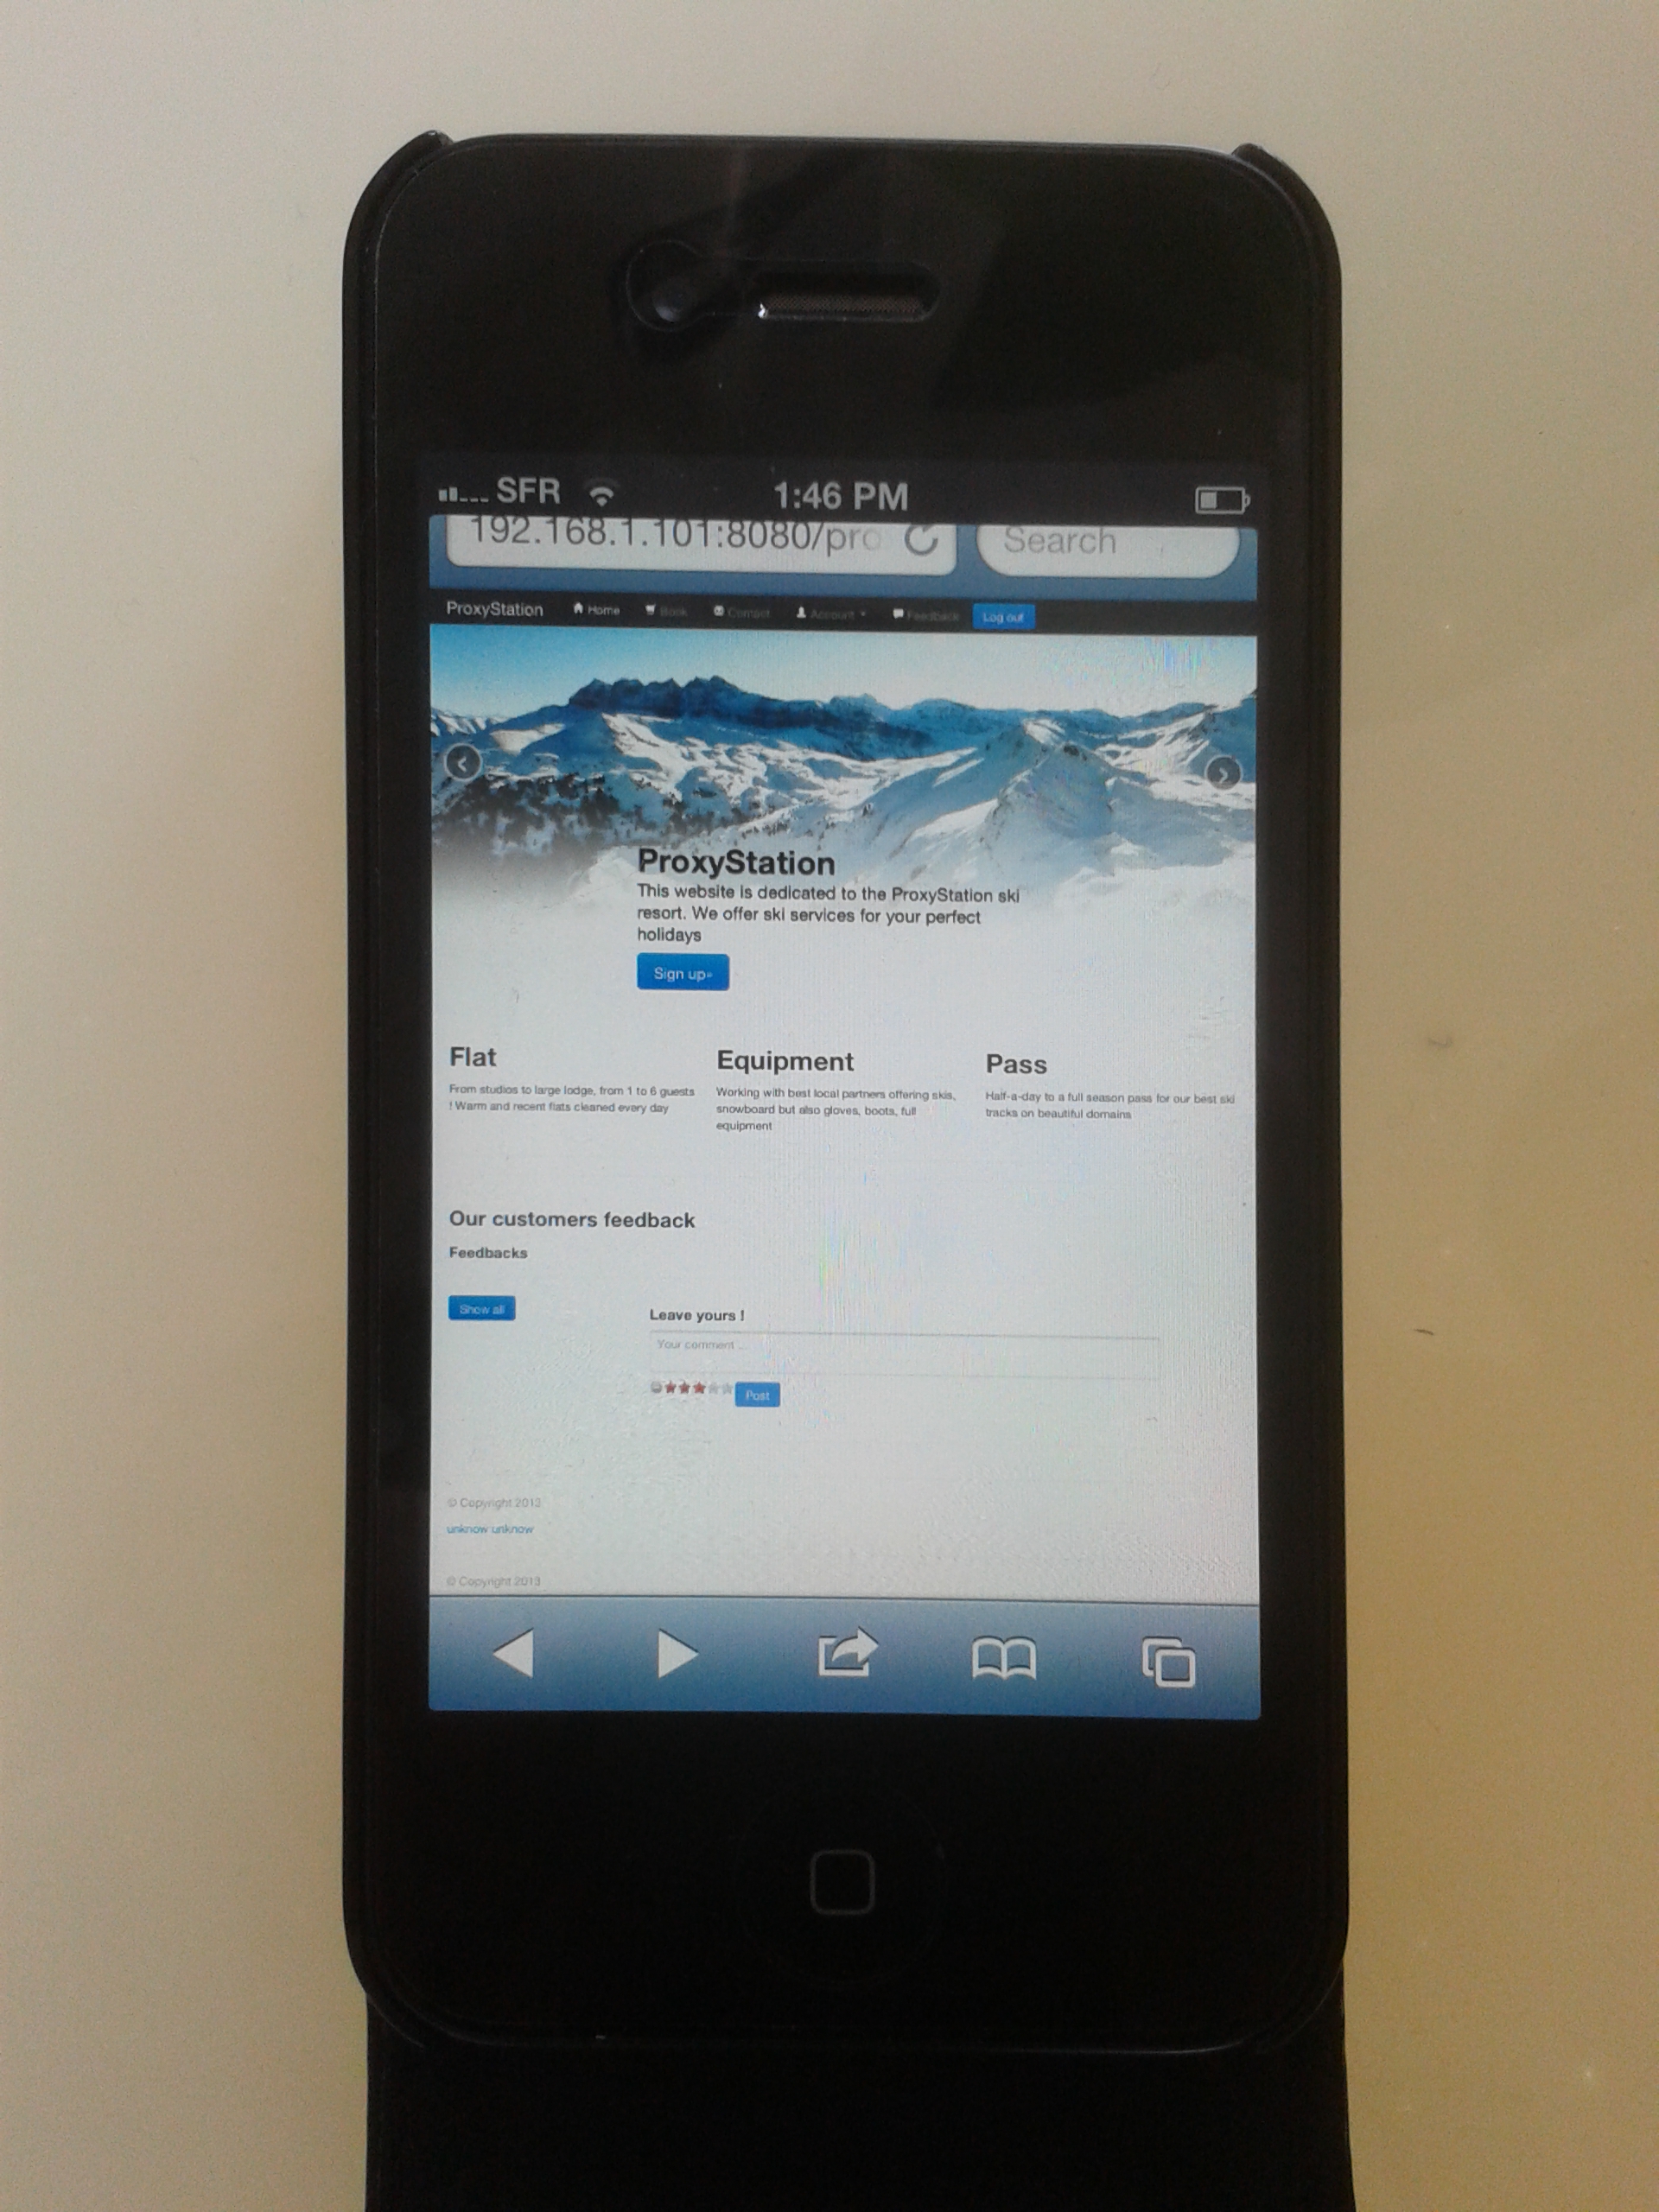 SFR 1:46 PM
192.168.1.101:8080/pro Search
ProxyStation Home Book Contact Account Feedback Log out
ProxyStation
This website is dedicated to the ProxyStation ski
resort. We offer ski services for your perfect
holidays
Sign up»
Flat
From studios to large lodge, from 1 to 6 guests
! Warm and recent flats cleaned every day
Equipment
Working with best local partners offering skis,
snowboard but also gloves, boots, full
equipment
Pass
Half-a-day to a full season pass for our best ski
tracks on beautiful domains
Our customers feedback
Feedbacks
Show all
Leave yours !
Your comment ...
Post
© Copyright 2013
unknow unknow
© Copyright 2013